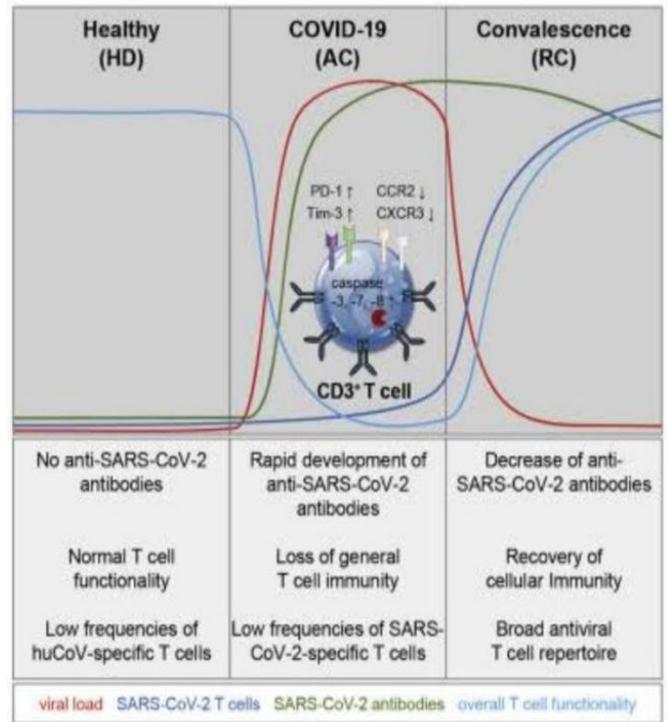 Healthy
(HD)
COVID-19
(AC)
Convalescence
(RC)
PD-1 ↑
CCR2 ↓
Tim-3 ↑
CXCR3 ↓
caspase
-3, -7, -8 ↑
CD3+ T cell
No anti-SARS-CoV-2
antibodies
Normal T cell
functionality
Low frequencies of
huCoV-specific T cells
Rapid development of
anti-SARS-CoV-2
antibodies
Loss of general
T cell immunity
Low frequencies of SARS-
CoV-2-specific T cells
Decrease of anti-
SARS-CoV-2 antibodies
Recovery of
cellular Immunity
Broad antiviral
T cell repertoire
viral load SARS-CoV-2 T cells SARS-CoV-2 antibodies overall T cell functionality